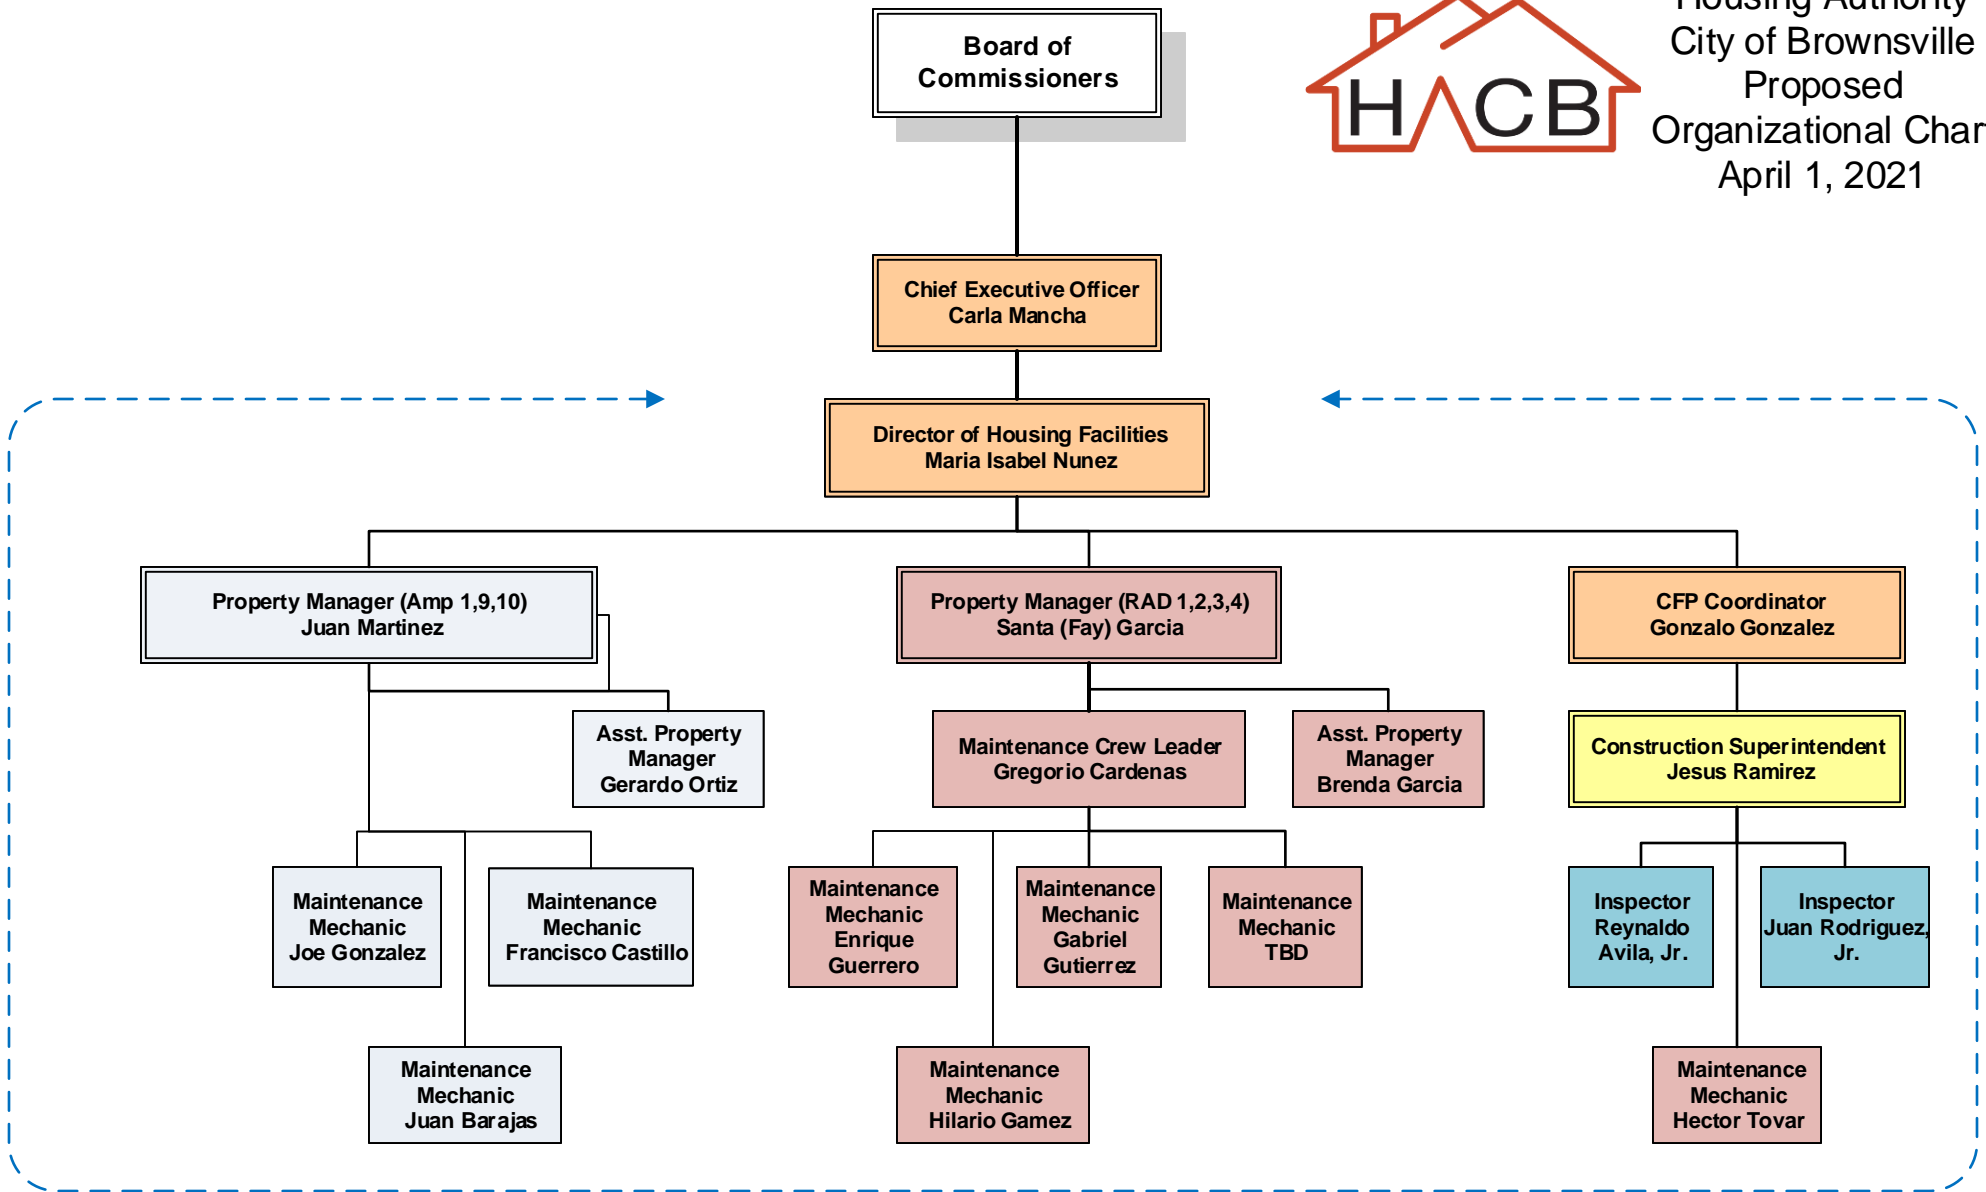 Board of
Commissioners
HACB
Housing Authority
City of Brownsville
Proposed
Organizational Chart
April 1, 2021
Chief Executive Officer
Carla Mancha
Director of Housing Facilities
Maria Isabel Nunez
Property Manager (Amp 1,9,10)
Juan Martinez
Property Manager (RAD 1,2,3,4)
Santa (Fay) Garcia
CFP Coordinator
Gonzalo Gonzalez
Asst. Property
Manager
Gerardo Ortiz
Maintenance Crew Leader
Gregorio Cardenas
Asst. Property
Manager
Brenda Garcia
Construction Superintendent
Jesus Ramirez
Maintenance
Mechanic
Joe Gonzalez
Maintenance
Mechanic
Francisco Castillo
Maintenance
Mechanic
Enrique
Guerrero
Maintenance
Mechanic
Gabriel
Gutierrez
Maintenance
Mechanic
TBD
Inspector
Reynaldo
Avila, Jr.
Inspector
Juan Rodriguez,
Jr.
Maintenance
Mechanic
Juan Barajas
Maintenance
Mechanic
Hilario Gamez
Maintenance
Mechanic
Hector Tovar